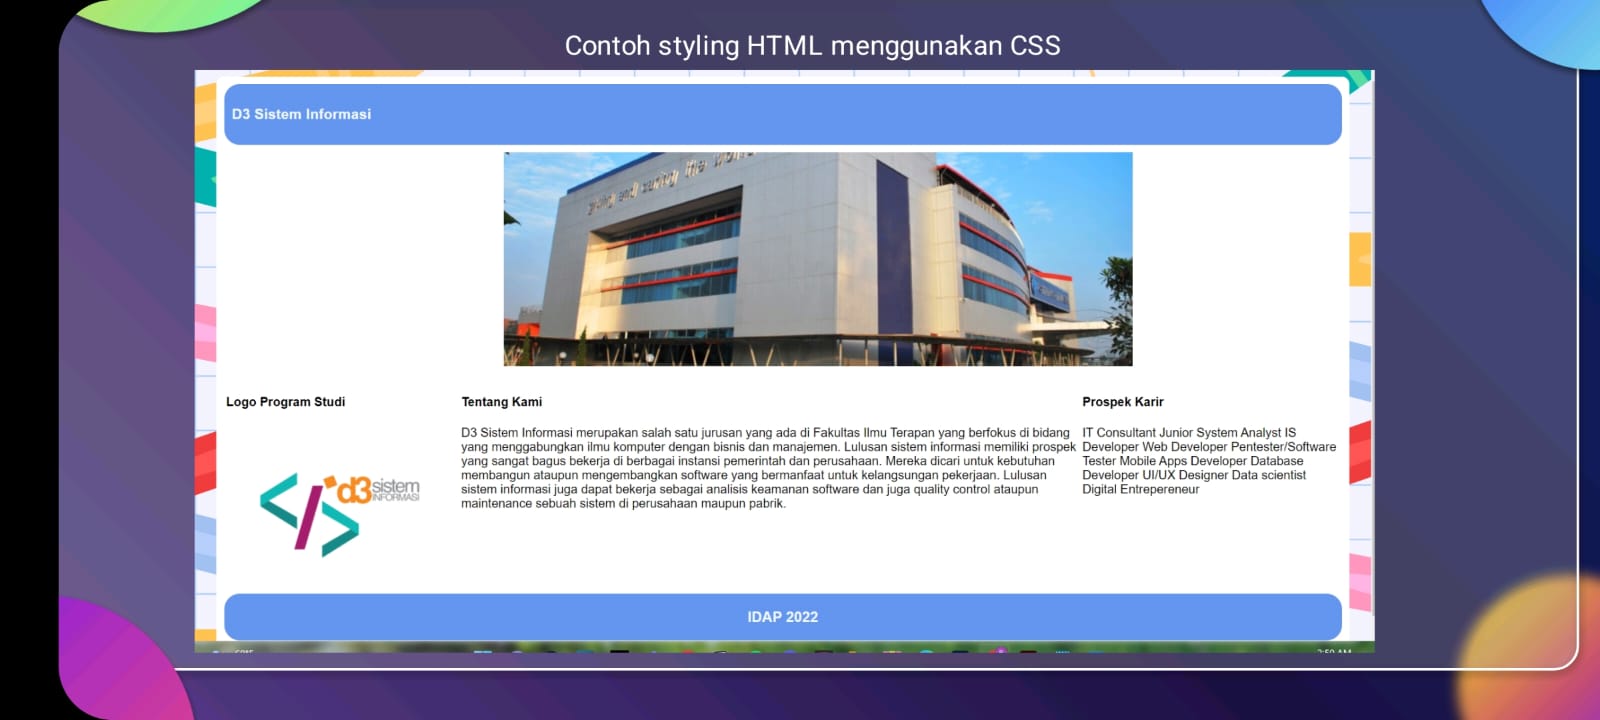 Contoh styling HTML menggunakan CSS
D3 Sistem Informasi
Logo Program Studi
d3 sistem
INFORMASI
Tentang Kami
D3 Sistem Informasi merupakan salah satu jurusan yang ada di Fakultas Ilmu Terapan yang berfokus di bidang
yang menggabungkan ilmu komputer dengan bisnis dan manajemen. Lulusan sistem informasi memiliki prospek
yang sangat bagus bekerja di berbagai instansi pemerintah dan perusahaan. Mereka dicari untuk kebutuhan
membangun ataupun mengembangkan software yang bermanfaat untuk kelangsungan pekerjaan. Lulusan
sistem informasi juga dapat bekerja sebagai analisis keamanan software dan juga quality control ataupun
maintenance sebuah sistem di perusahaan maupun pabrik.
Prospek Karir
IT Consultant Junior System Analyst IS
Developer Web Developer Pentester/Software
Tester Mobile Apps Developer Database
Developer UI/UX Designer Data scientist
Digital Entrepereneur
IDAP 2022